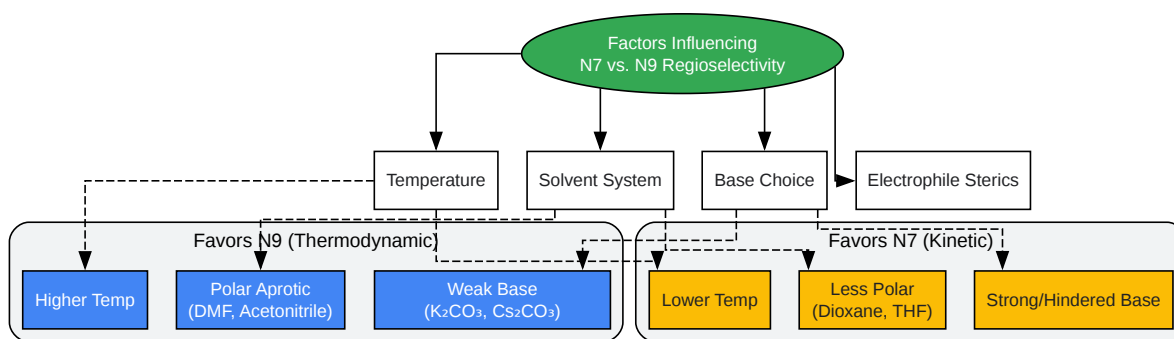 Factors Influencing
N7 vs. N9 Regioselectivity
Temperature
Solvent System
Base Choice
Electrophile Sterics
Favors N9 (Thermodynamic)
Favors N7 (Kinetic)
Higher Temp
Polar Aprotic
(DMF, Acetonitrile)
Weak Base
(K₂CO₃, Cs₂CO₃)
Lower Temp
Less Polar
(Dioxane, THF)
Strong/Hindered Base